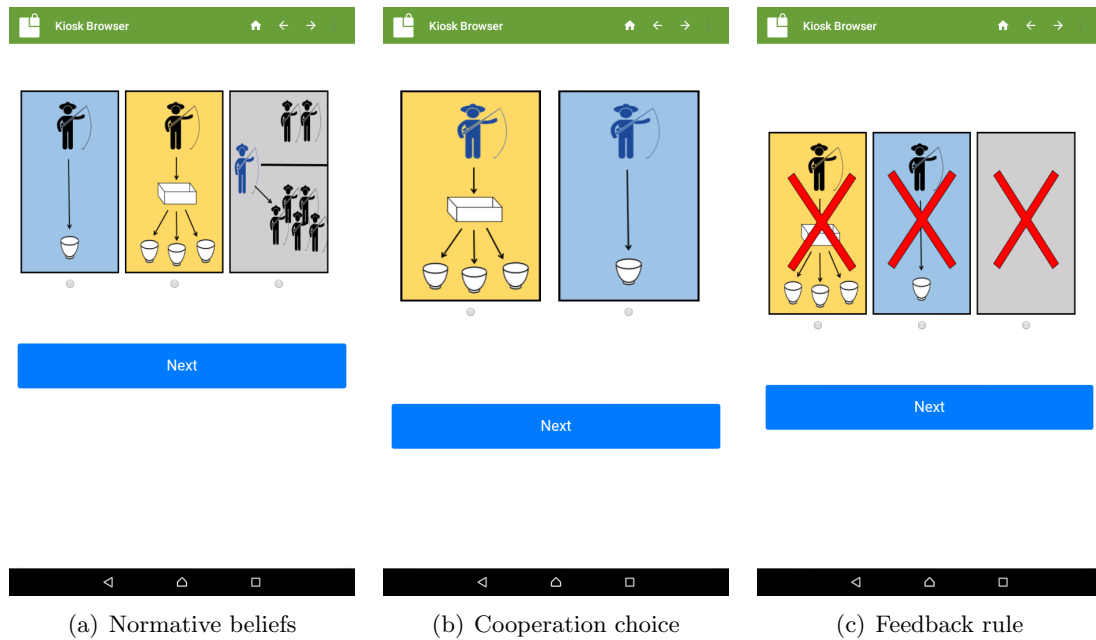 Kiosk Browser
Kiosk Browser
Kiosk Browser
Next
Next
Next
(a) Normative beliefs
(b) Cooperation choice
(c) Feedback rule